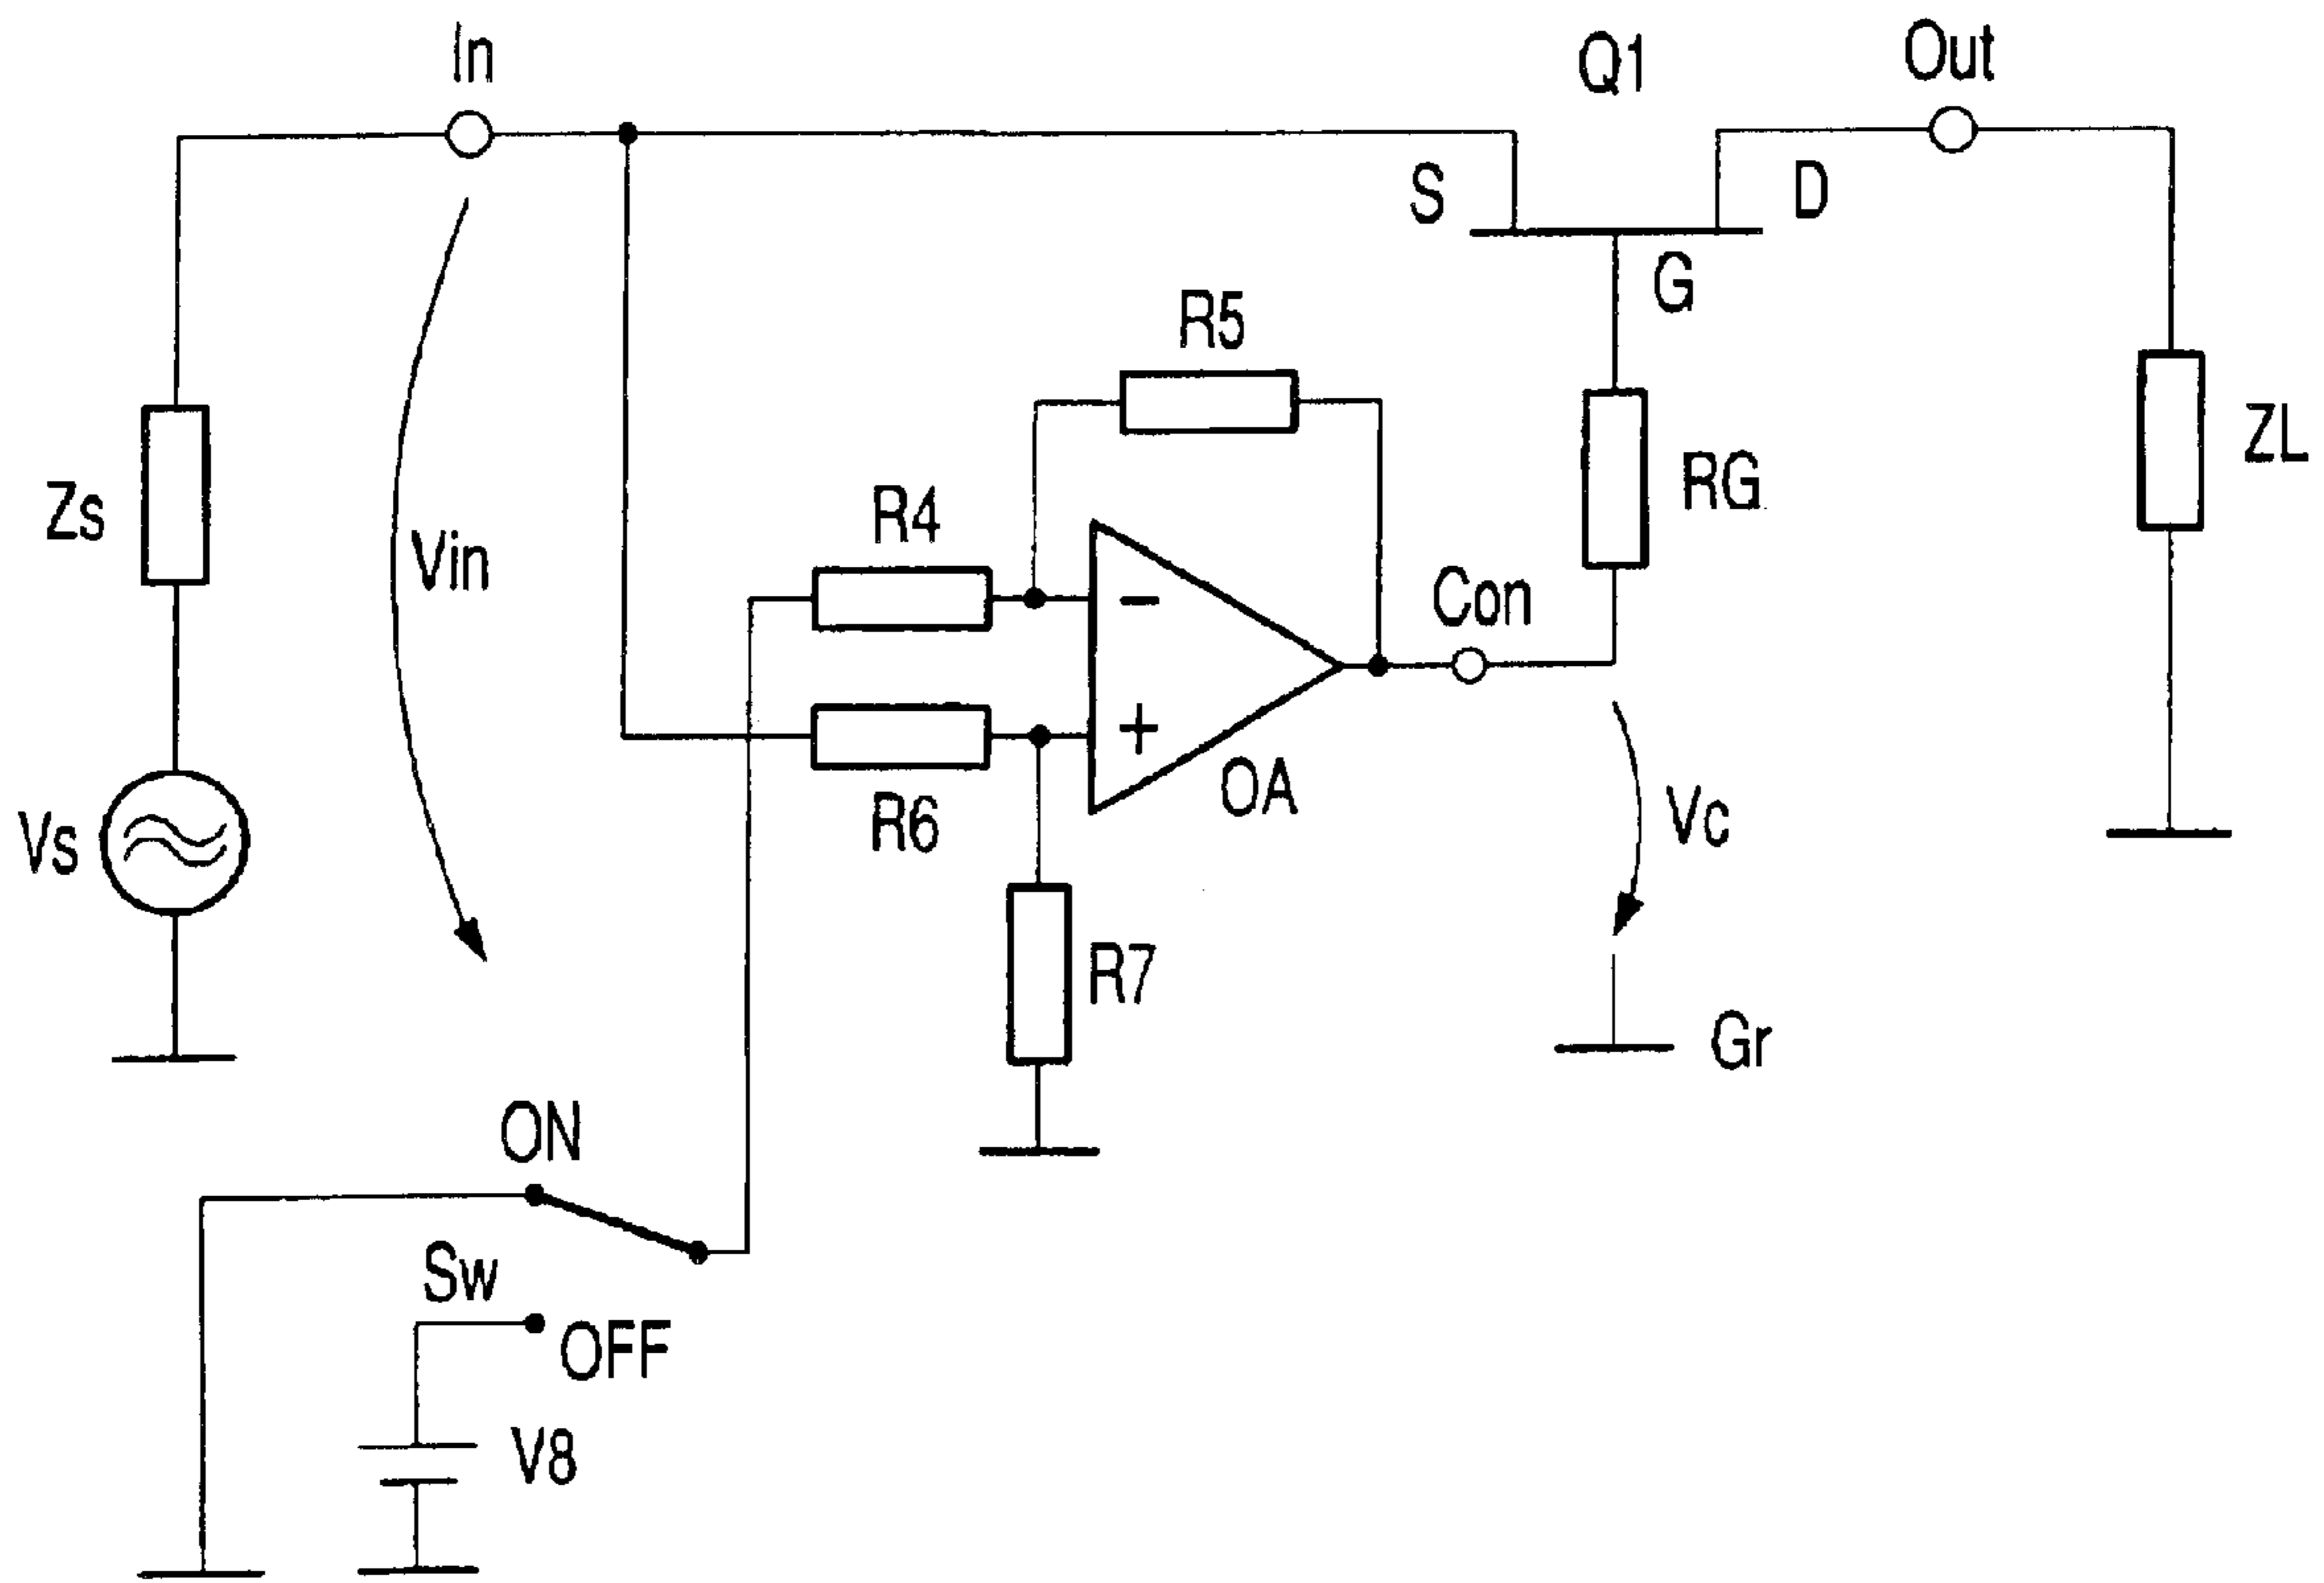 In
Q1
Out
S
D
G
R5
ZL
RG
R4
Zs
Vin
Con
−
+
OA
Vc
R6
Vs
R7
Gr
ON
Sw
OFF
V8